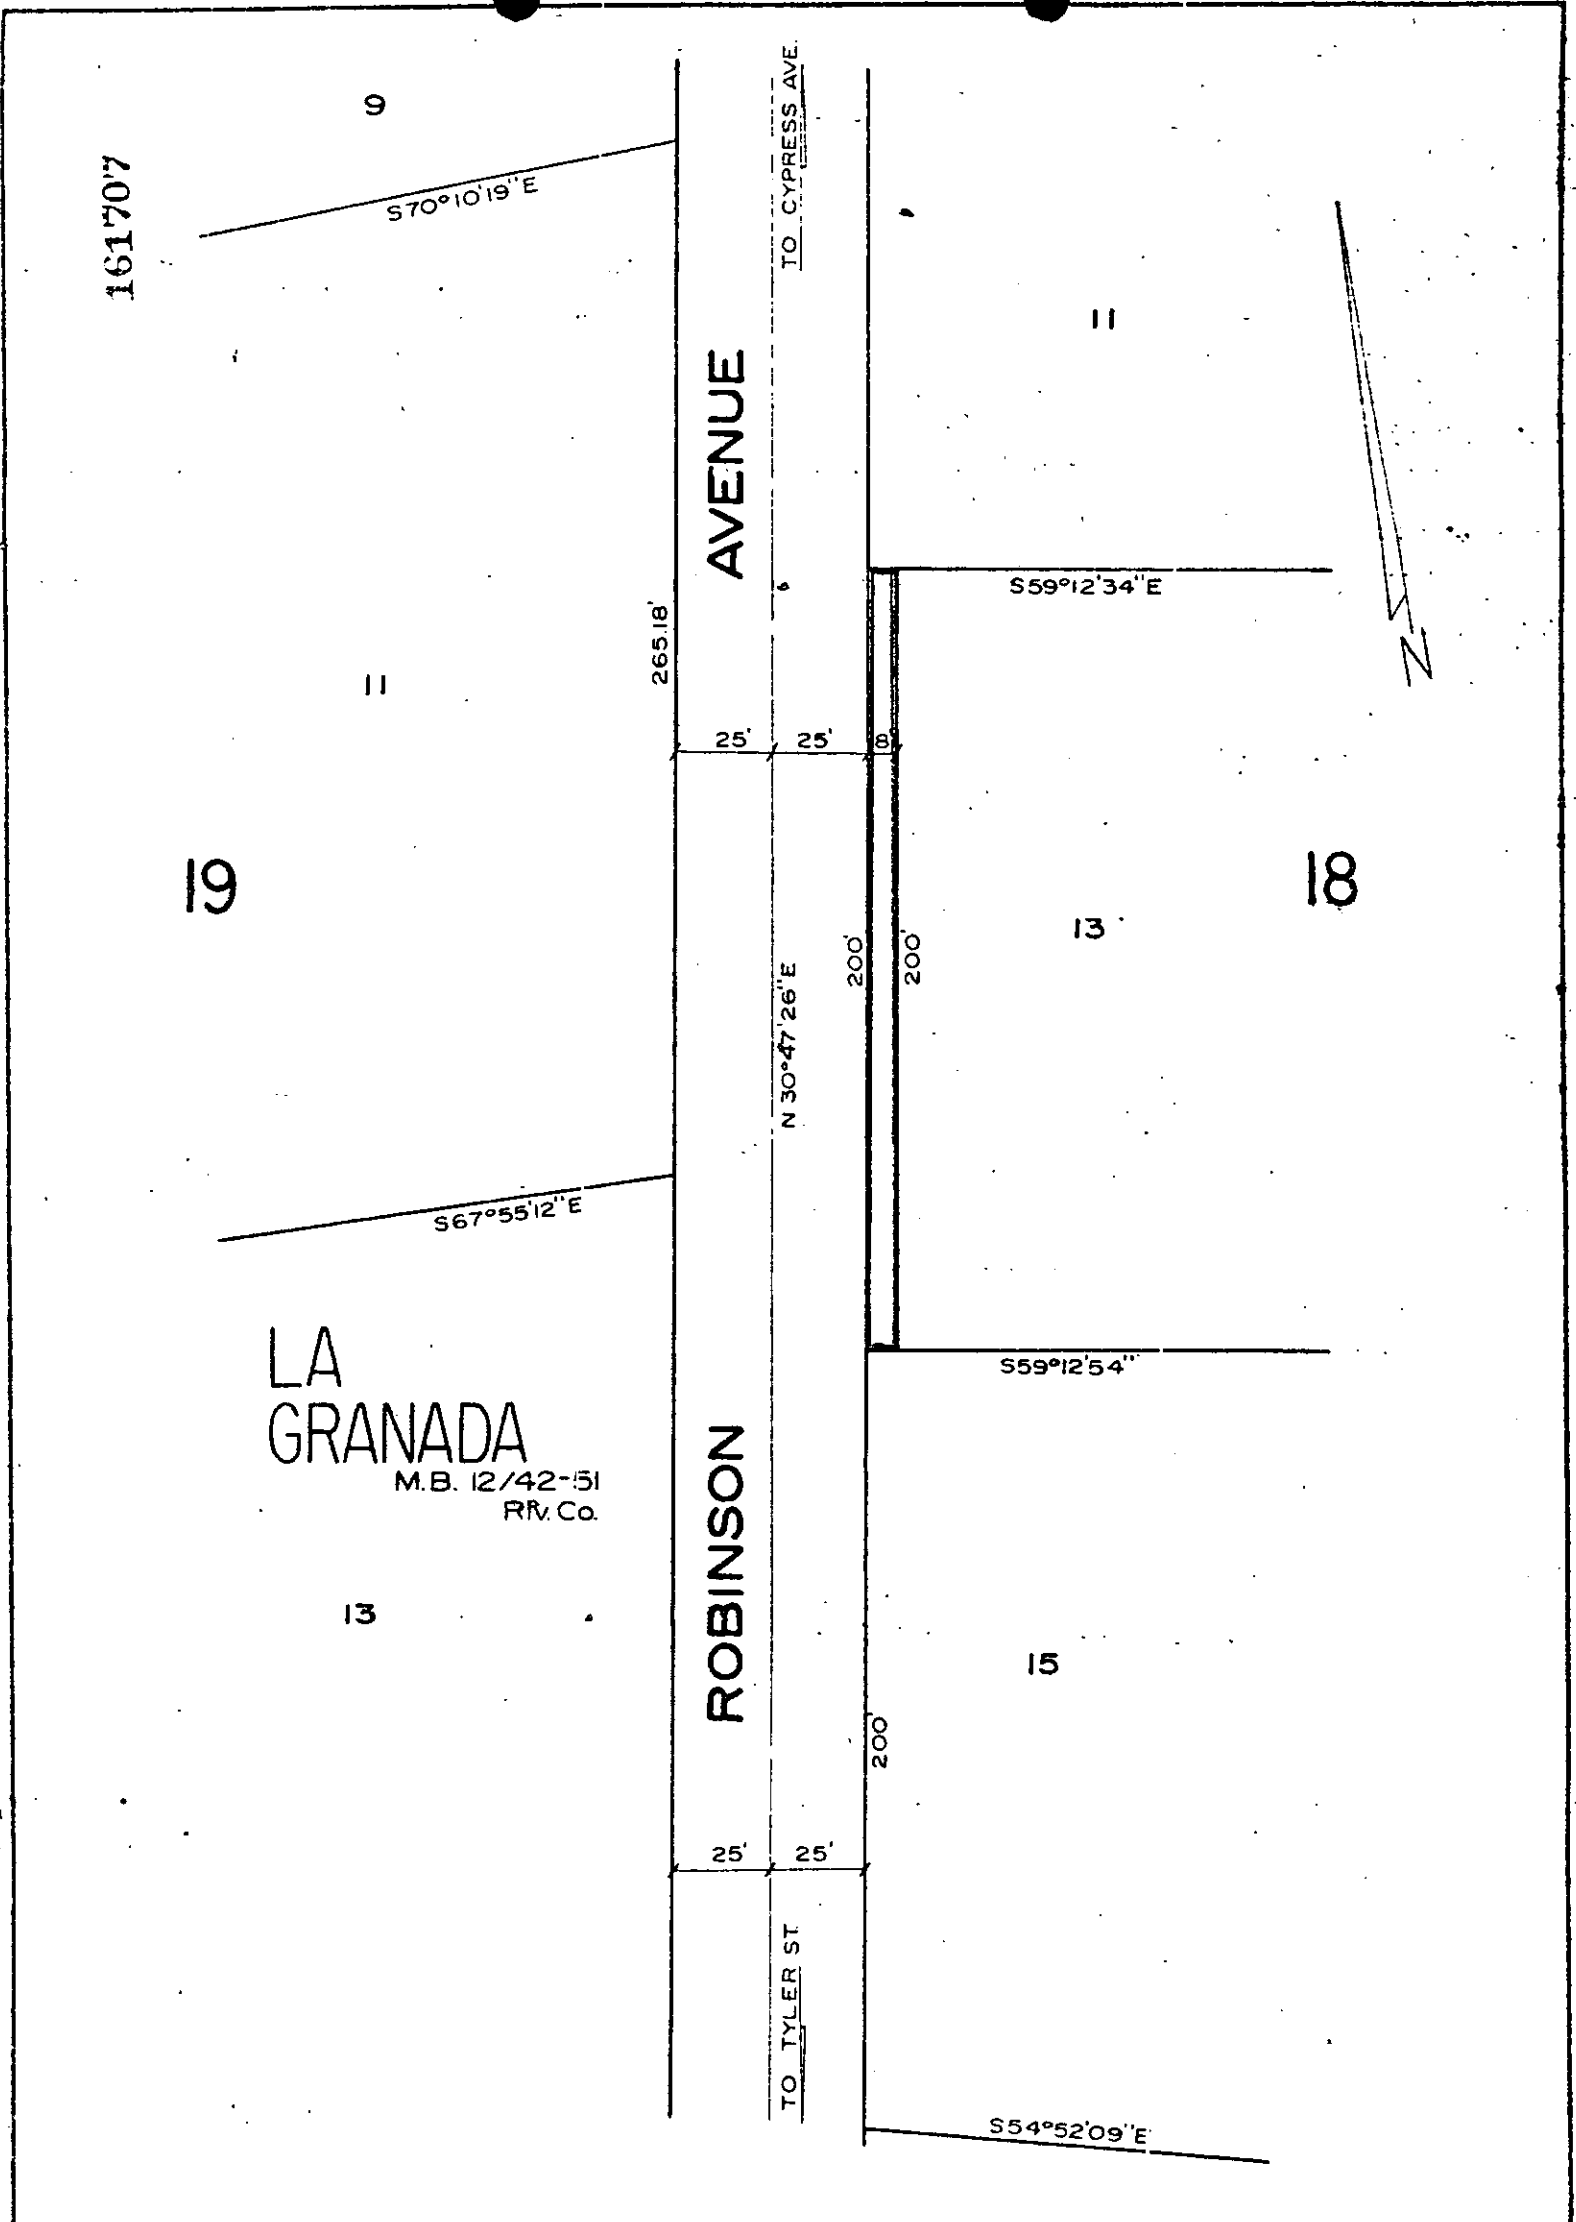 161707
9
S70°10'19"E
TO CYPRESS AVE.
11
AVENUE
S59°12'34"E
265.18'
N
11
25'
25'
8'
19
18
13
200'
200'
N 30°47'26"E
S67°55'12"E
LA
GRANADA
M.B. 12/42-51
RIV. Co.
S59°12'54"
ROBINSON
13
15
200'
25'
25'
TO TYLER ST.
S54°52'09"E